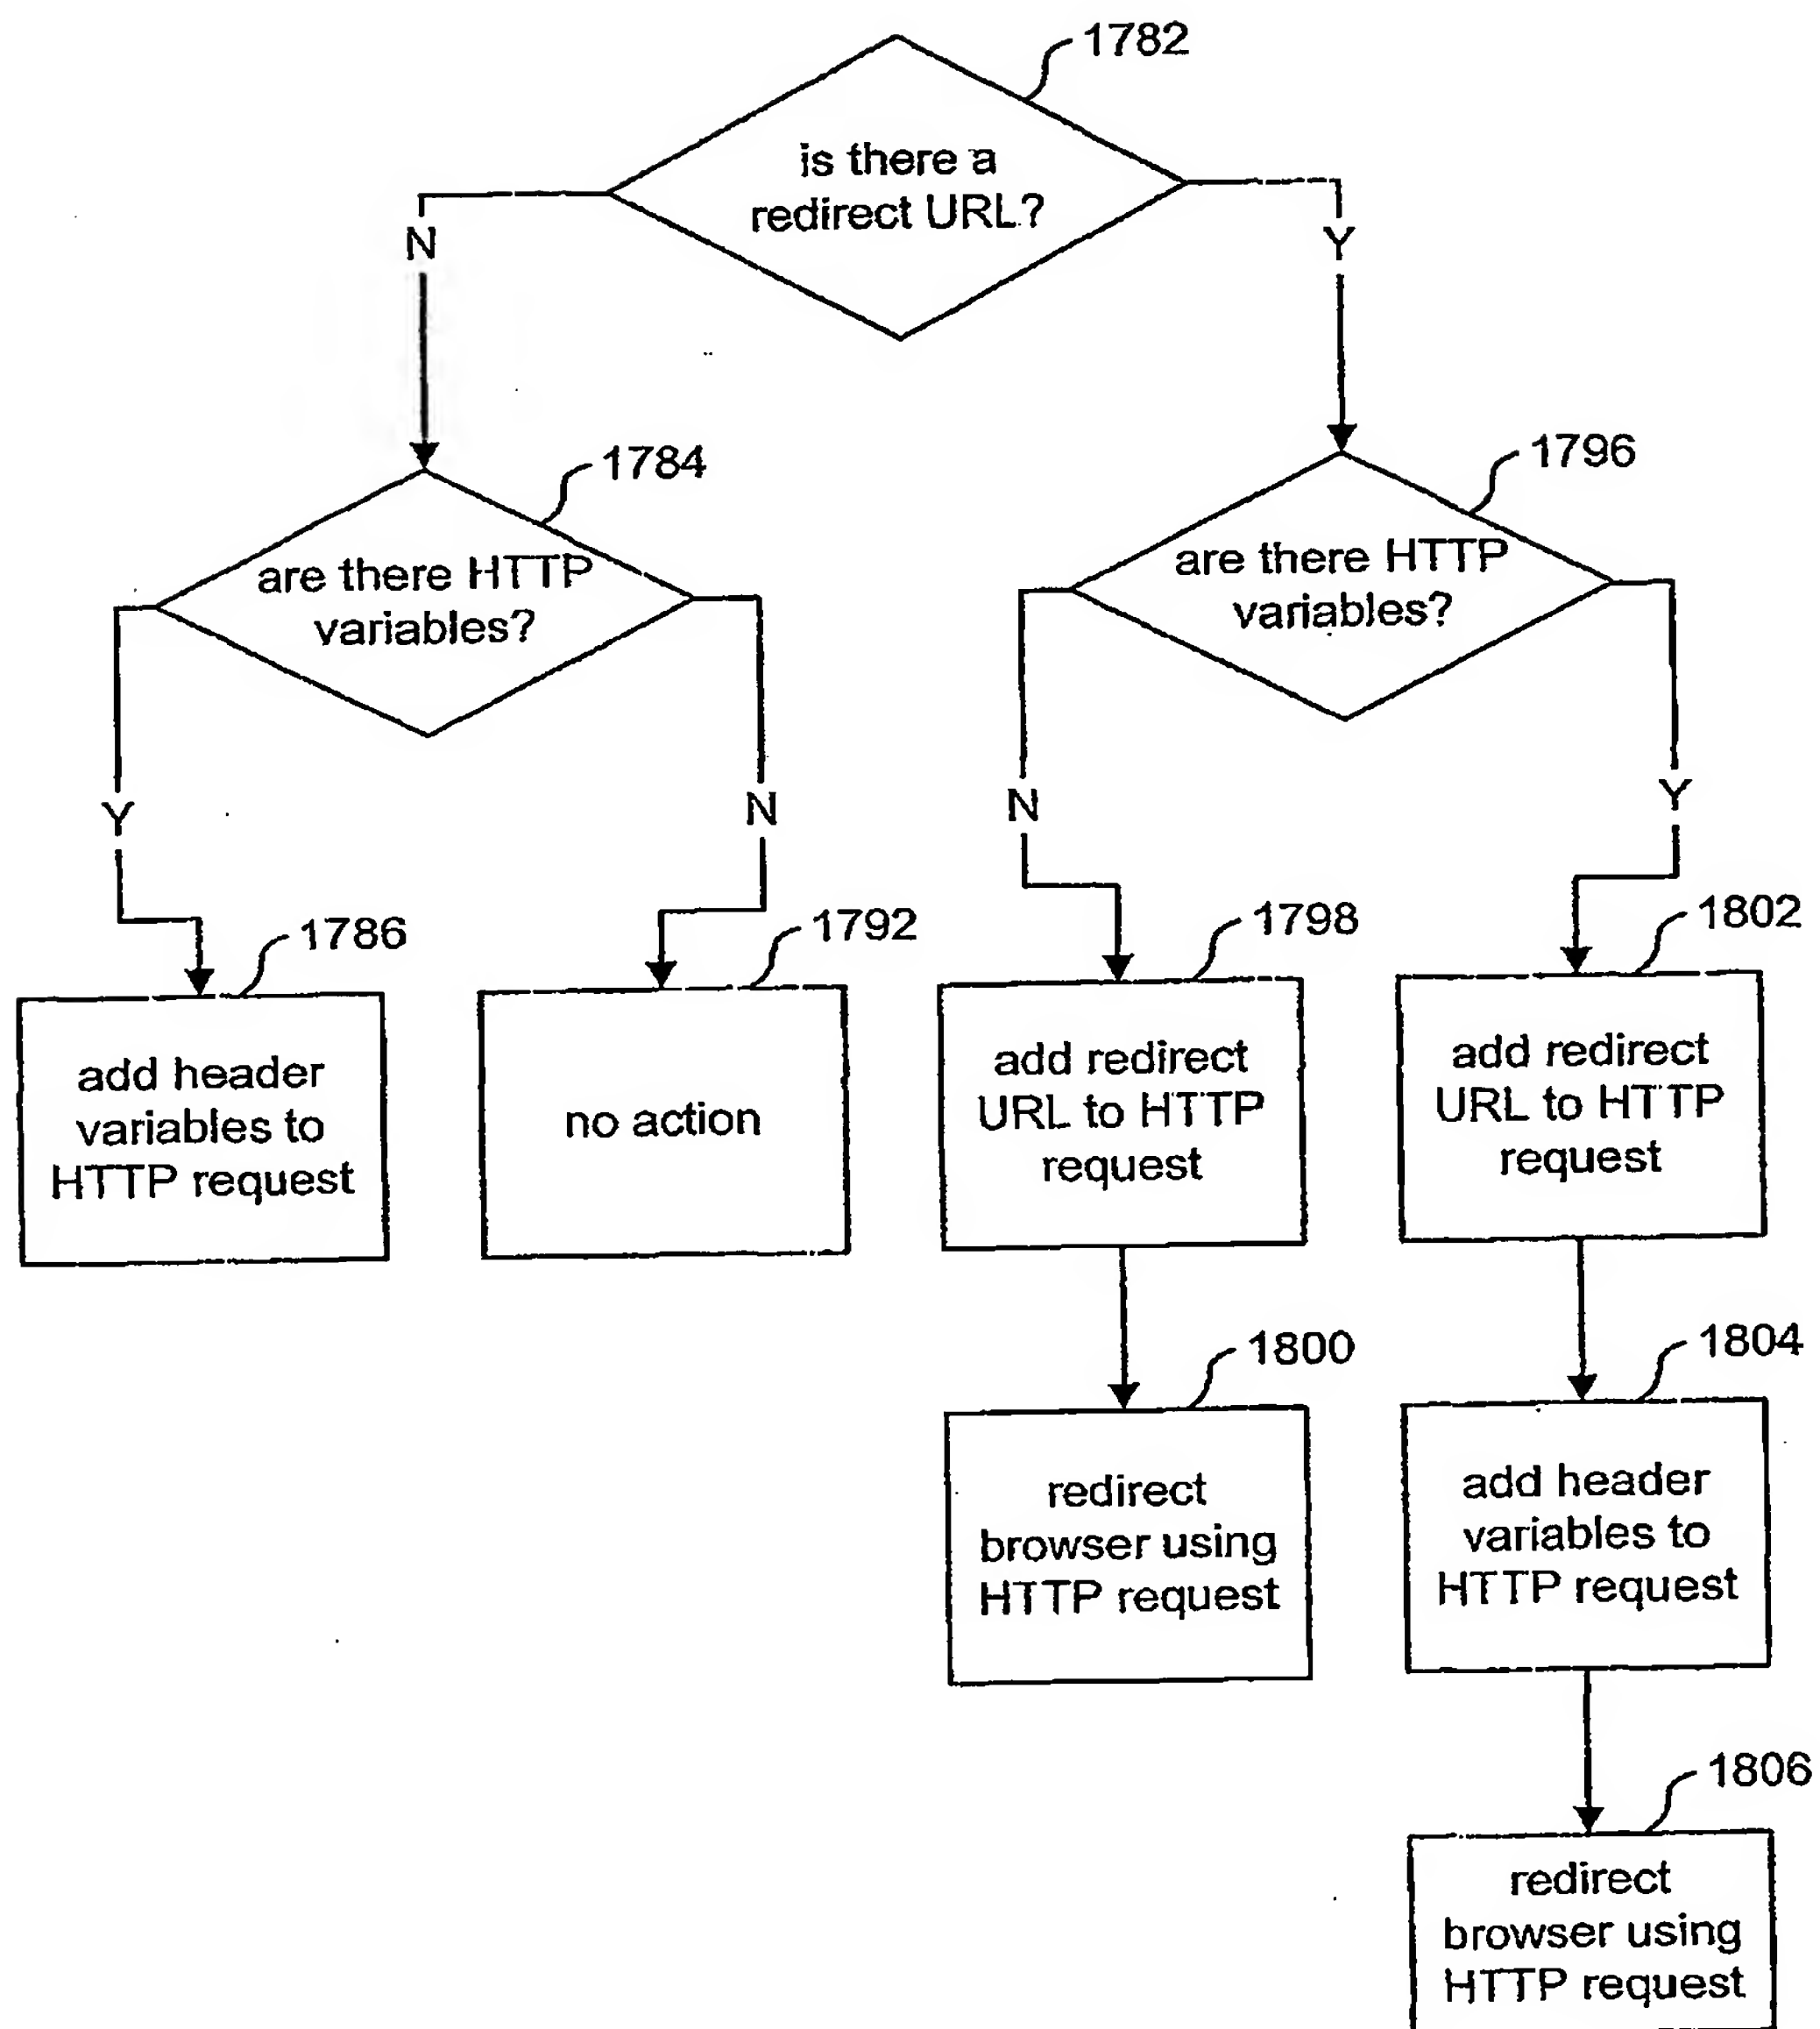 1782
is there a
redirect URL?
N
Y
1784
are there HTTP
variables?
1796
are there HTTP
variables?
Y
N
N
Y
1786
add header
variables to
HTTP request
1792
no action
1798
add redirect
URL to HTTP
request
1802
add redirect
URL to HTTP
request
1800
redirect
browser using
HTTP request
1804
add header
variables to
HTTP request
1806
redirect
browser using
HTTP request